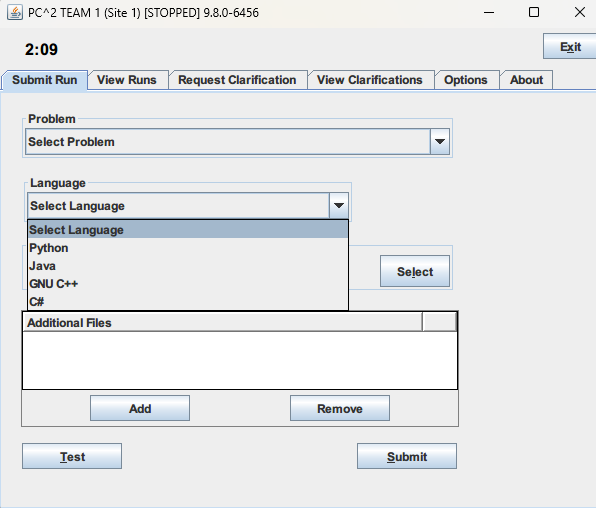 PC^2 TEAM 1 (Site 1) [STOPPED] 9.8.0-6456
2:09
Exit
Submit Run View Runs Request Clarification View Clarifications Options About
Problem
Select Problem
Language
Select Language
Select Language
Python
Java
GNU C++
C#
Select
Additional Files
Add Remove
Test Submit